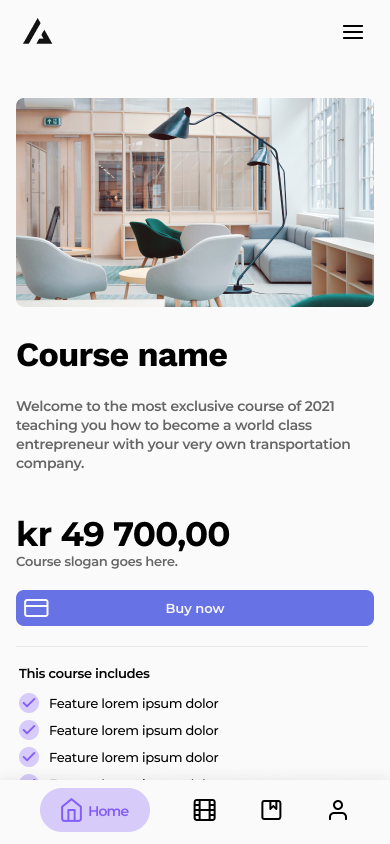 Course name
Welcome to the most exclusive course of 2021
teaching you how to become a world class
entrepreneur with your very own transportation
company.
kr 49 700,00
Course slogan goes here.
Buy now
This course includes
Feature lorem ipsum dolor
Feature lorem ipsum dolor
Feature lorem ipsum dolor
Home